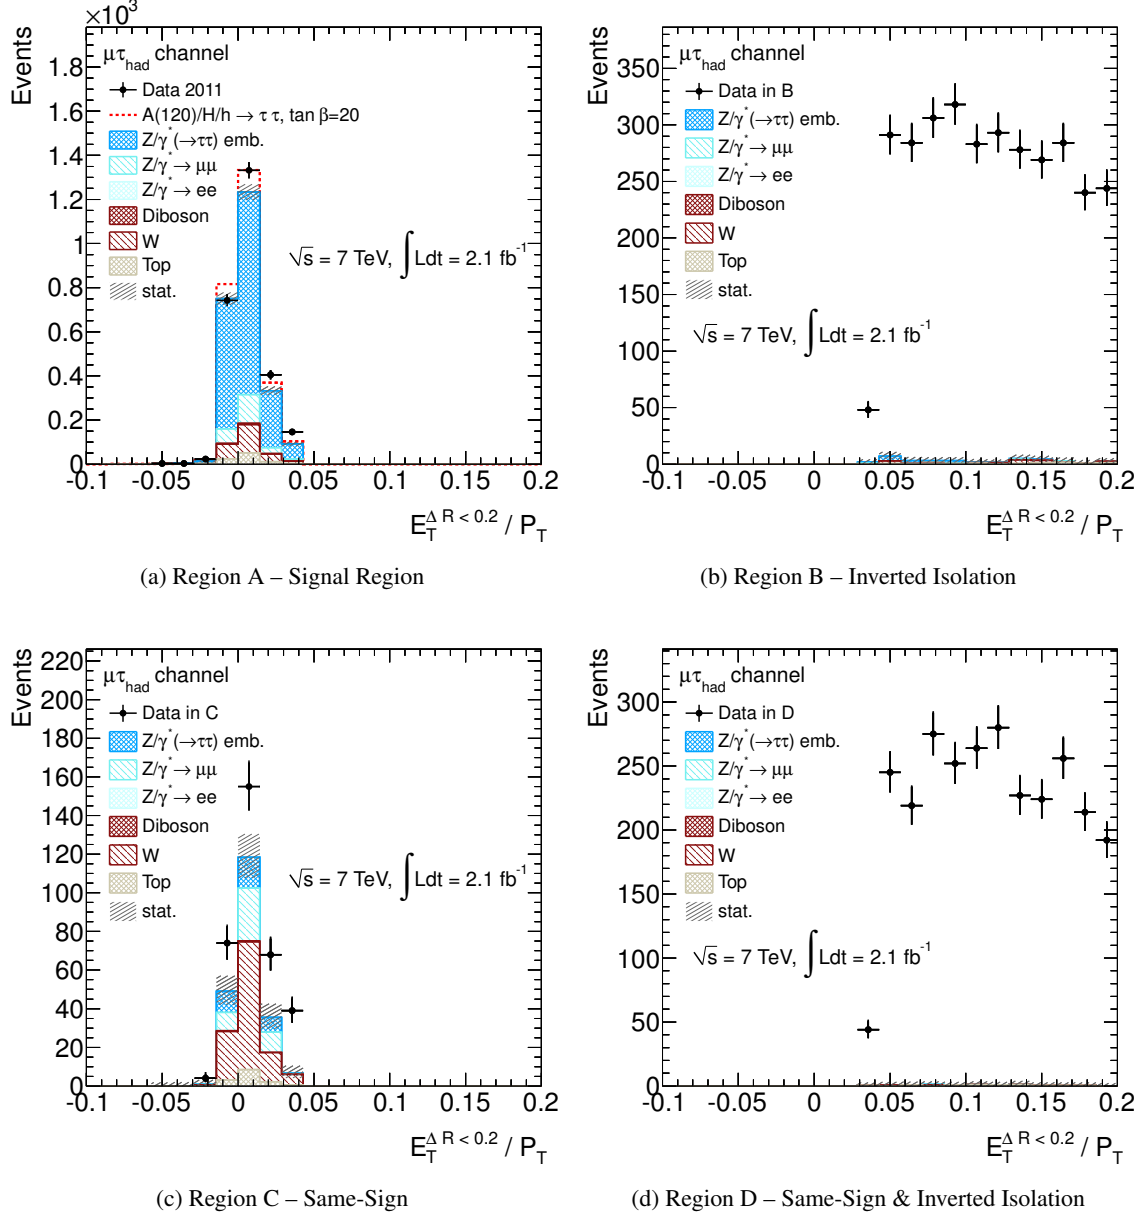 ×10³
Events
μτhad channel
Data 2011
A(120)/H/h → τ τ, tan β=20
Z/γ*(→ττ) emb.
Z/γ*→ μμ
Z/γ*→ ee
Diboson
W
Top
stat.
√s = 7 TeV, ∫Ldt = 2.1 fb⁻¹
1.8
1.6
1.4
1.2
1
0.8
0.6
0.4
0.2
0
-0.1 -0.05 0 0.05 0.1 0.15 0.2
E_T^{Δ R < 0.2} / P_T
(a) Region A – Signal Region
Events
μτhad channel
Data in B
Z/γ*(→ττ) emb.
Z/γ*→ μμ
Z/γ*→ ee
Diboson
W
Top
stat.
√s = 7 TeV, ∫Ldt = 2.1 fb⁻¹
350
300
250
200
150
100
50
0
-0.1 -0.05 0 0.05 0.1 0.15 0.2
E_T^{Δ R < 0.2} / P_T
(b) Region B – Inverted Isolation
Events
μτhad channel
Data in C
Z/γ*(→ττ) emb.
Z/γ*→ μμ
Z/γ*→ ee
Diboson
W
Top
stat.
√s = 7 TeV, ∫Ldt = 2.1 fb⁻¹
220
200
180
160
140
120
100
80
60
40
20
0
-0.1 -0.05 0 0.05 0.1 0.15 0.2
E_T^{Δ R < 0.2} / P_T
(c) Region C – Same-Sign
Events
μτhad channel
Data in D
Z/γ*(→ττ) emb.
Z/γ*→ μμ
Z/γ*→ ee
Diboson
W
Top
stat.
√s = 7 TeV, ∫Ldt = 2.1 fb⁻¹
300
250
200
150
100
50
0
-0.1 -0.05 0 0.05 0.1 0.15 0.2
E_T^{Δ R < 0.2} / P_T
(d) Region D – Same-Sign & Inverted Isolation